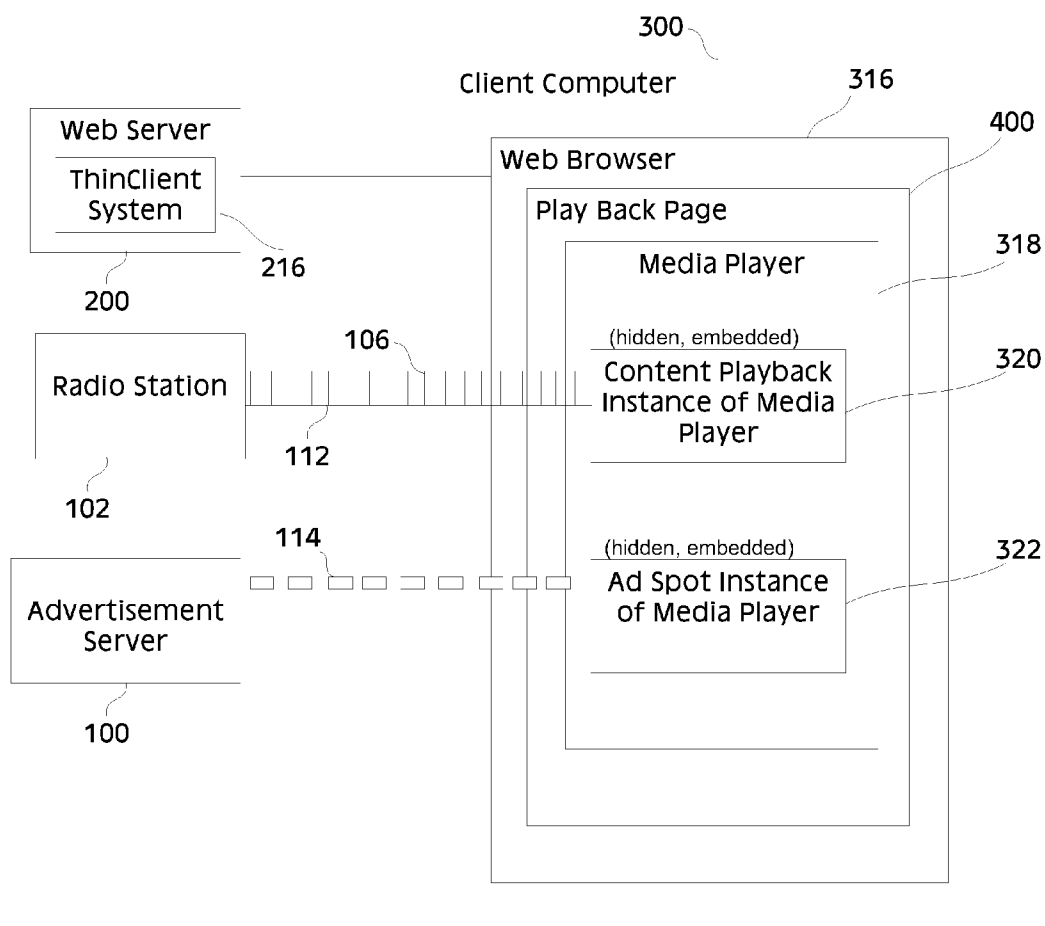 300
Client Computer
316
400
Web Server
ThinClient
System
216
200
Web Browser
Play Back Page
Media Player
318
106
(hidden, embedded)
Content Playback
Instance of Media
Player
320
Radio Station
112
102
114
(hidden, embedded)
Ad Spot Instance
of Media Player
322
Advertisement
Server
100